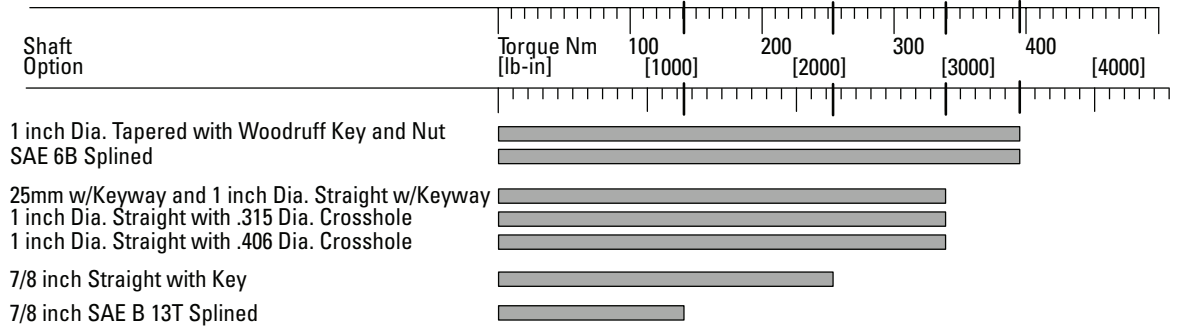 Shaft Torque Nm 100 200 300 400
Option [lb-in] [1000] [2000] [3000] [4000]
1 inch Dia. Tapered with Woodruff Key and Nut
SAE 6B Splined
25mm w/Keyway and 1 inch Dia. Straight w/Keyway
1 inch Dia. Straight with .315 Dia. Crosshole
1 inch Dia. Straight with .406 Dia. Crosshole
7/8 inch Straight with Key
7/8 inch SAE B 13T Splined